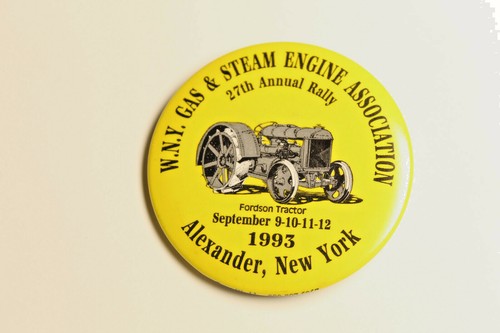 W.N.Y. GAS & STEAM ENGINE ASSOCIATION
27th Annual Rally
Fordson Tractor
September 9-10-11-12
1993
Alexander, New York